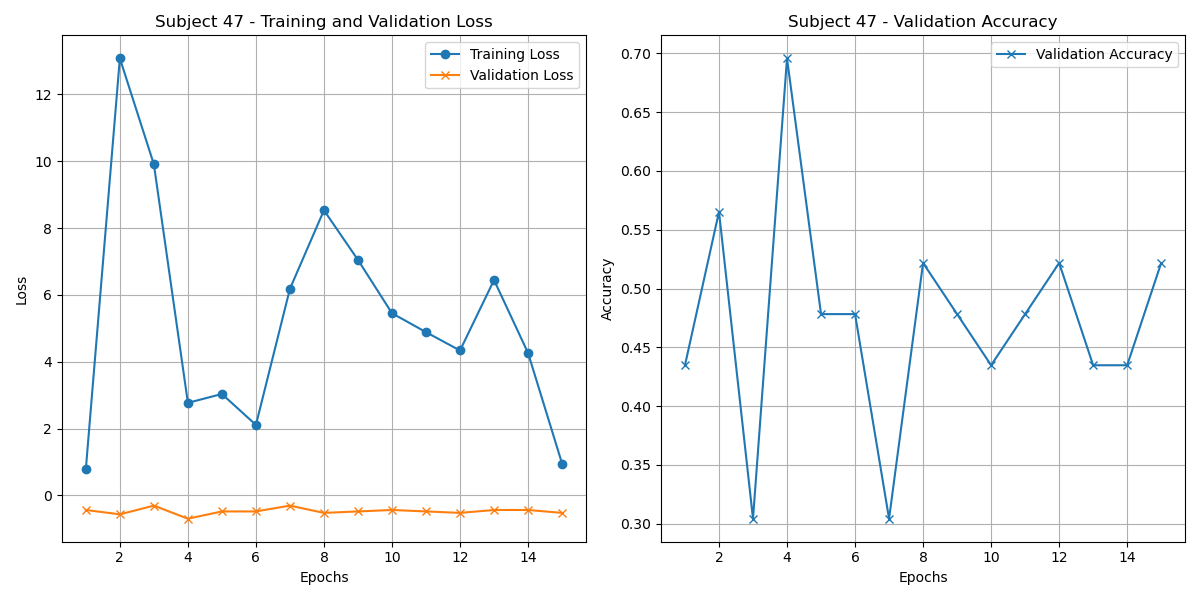 Subject 47 - Training and Validation Loss
Training Loss
Validation Loss
Loss
12
10
8
6
4
2
0
2 4 6 8 10 12 14
Epochs
Subject 47 - Validation Accuracy
Validation Accuracy
Accuracy
0.70
0.65
0.60
0.55
0.50
0.45
0.40
0.35
0.30
2 4 6 8 10 12 14
Epochs